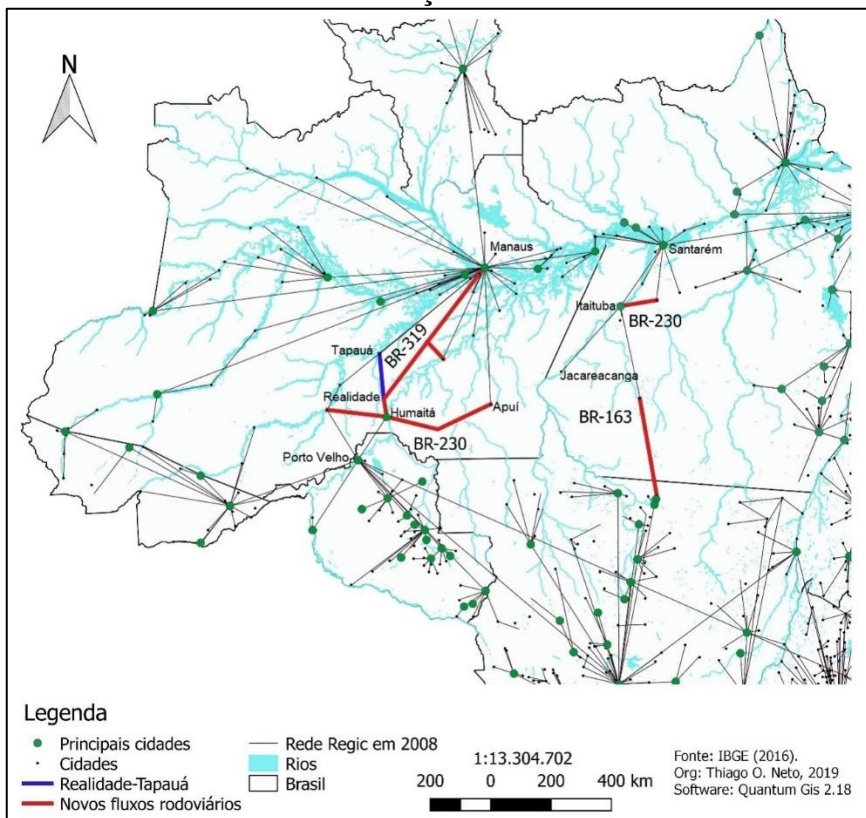 N
Manaus
Santarém
Itaituba
BR-230
BR-319
Tapauá
Jacareacanga
Realidade
Apuí
Humaitá
BR-163
BR-230
Porto Velho
Legenda
Principais cidades
Cidades
Realidade-Tapauá
Novos fluxos rodoviários
Rede Regic em 2008
Rios
Brasil
1:13.304.702
200 0 200 400 km
Fonte: IBGE (2016).
Org: Thiago O. Neto, 2019
Software: Quantum Gis 2.18